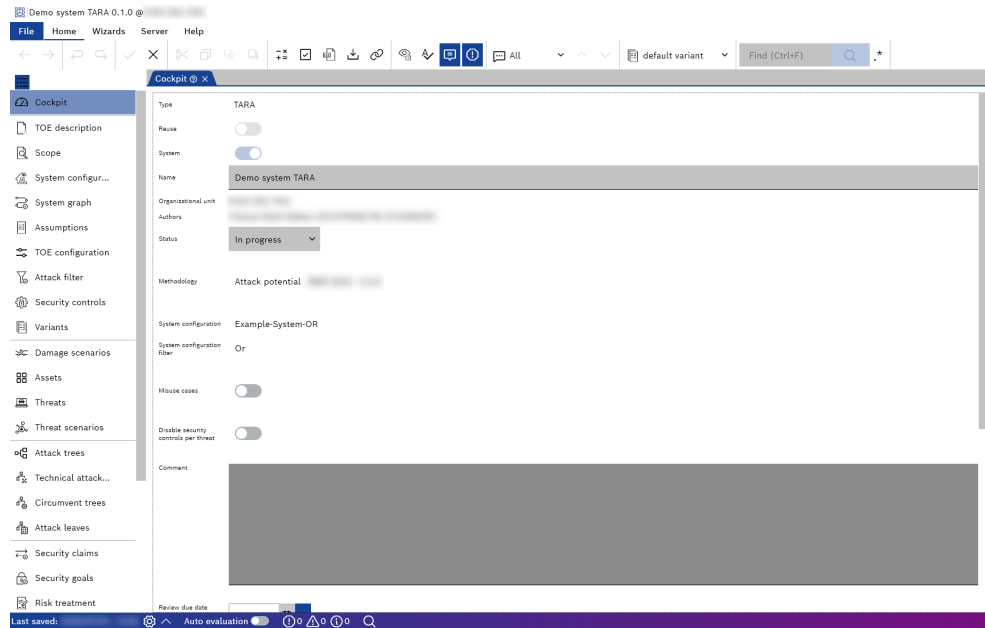 Demo system TARA 0.1.0 @
File Home Wizards Server Help
All default variant Find (Ctrl+F) .*
Cockpit
Cockpit
TOE description
Scope
System configur...
System graph
Assumptions
TOE configuration
Attack filter
Security controls
Variants
Damage scenarios
Assets
Threats
Threat scenarios
Attack trees
Technical attack...
Circumvent trees
Attack leaves
Security claims
Security goals
Risk treatment
Type TARA
Reuse
System
Name Demo system TARA
Organizational unit
Authors
Status In progress
Methodology Attack potential
System configuration Example-System-OR
System configuration
filter Or
Misuse cases
Disable security
controls per threat
Comment
Review due date
Last saved: Auto evaluation 0 0 0